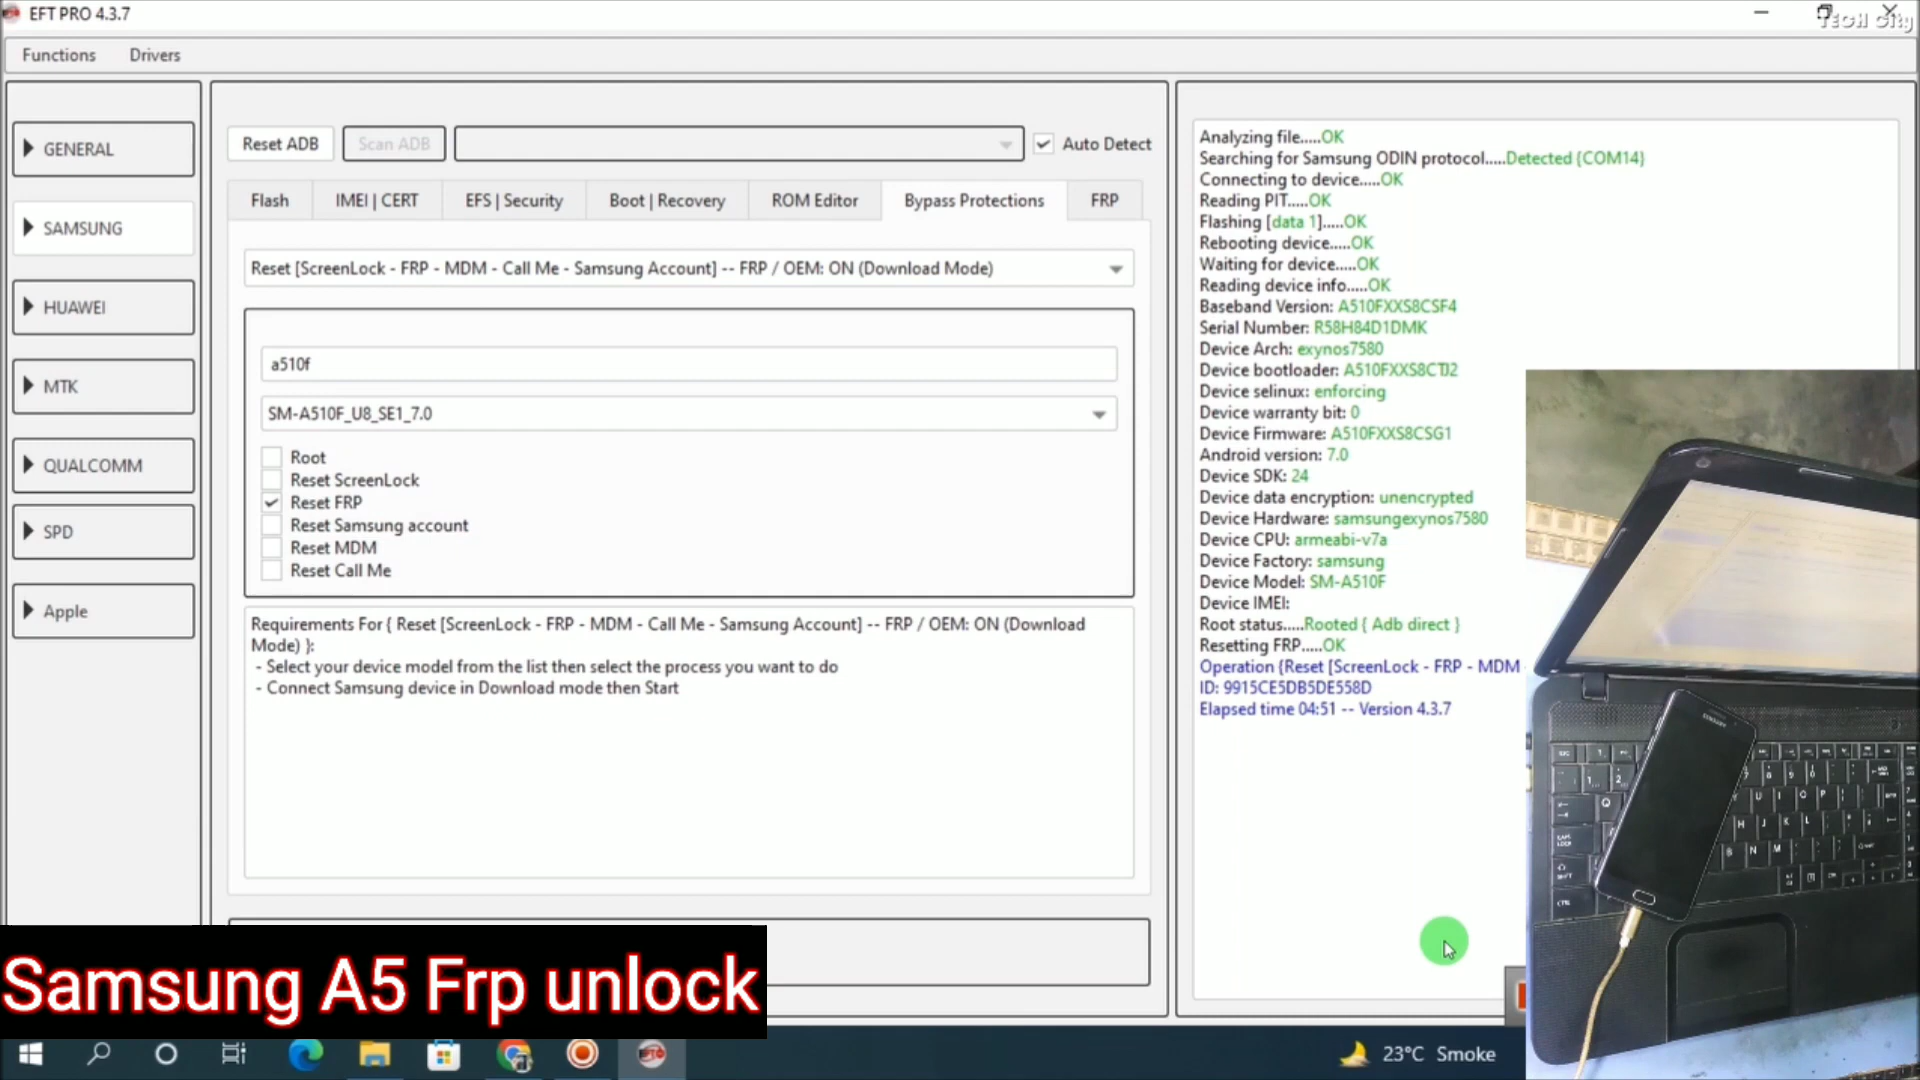 EFT PRO 4.3.7
TECH City
Functions Drivers
GENERAL
SAMSUNG
HUAWEI
MTK
QUALCOMM
SPD
Apple
Reset ADB Scan ADB Auto Detect
Flash IMEI | CERT EFS | Security Boot | Recovery ROM Editor Bypass Protections FRP
Reset [ScreenLock - FRP - MDM - Call Me - Samsung Account] -- FRP / OEM: ON (Download Mode)
a510f
SM-A510F_U8_SE1_7.0
Root
Reset ScreenLock
Reset FRP
Reset Samsung account
Reset MDM
Reset Call Me
Requirements For { Reset [ScreenLock - FRP - MDM - Call Me - Samsung Account] -- FRP / OEM: ON (Download
Mode) }:
- Select your device model from the list then select the process you want to do
- Connect Samsung device in Download mode then Start
Analyzing file.....OK
Searching for Samsung ODIN protocol.....Detected {COM14}
Connecting to device.....OK
Reading PIT.....OK
Flashing [data 1].....OK
Rebooting device.....OK
Waiting for device.....OK
Reading device info.....OK
Baseband Version: A510FXXS8CSF4
Serial Number: R58H84D1DMK
Device Arch: exynos7580
Device bootloader: A510FXXS8CTJ2
Device selinux: enforcing
Device warranty bit: 0
Device Firmware: A510FXXS8CSG1
Android version: 7.0
Device SDK: 24
Device data encryption: unencrypted
Device Hardware: samsungexynos7580
Device CPU: armeabi-v7a
Device Factory: samsung
Device Model: SM-A510F
Device IMEI:
Root status.....Rooted { Adb direct }
Resetting FRP.....OK
Operation {Reset [ScreenLock - FRP - MDM
ID: 9915CE5DB5DE558D
Elapsed time 04:51 -- Version 4.3.7
SAMSUNG
Samsung A5 Frp unlock
23°C Smoke